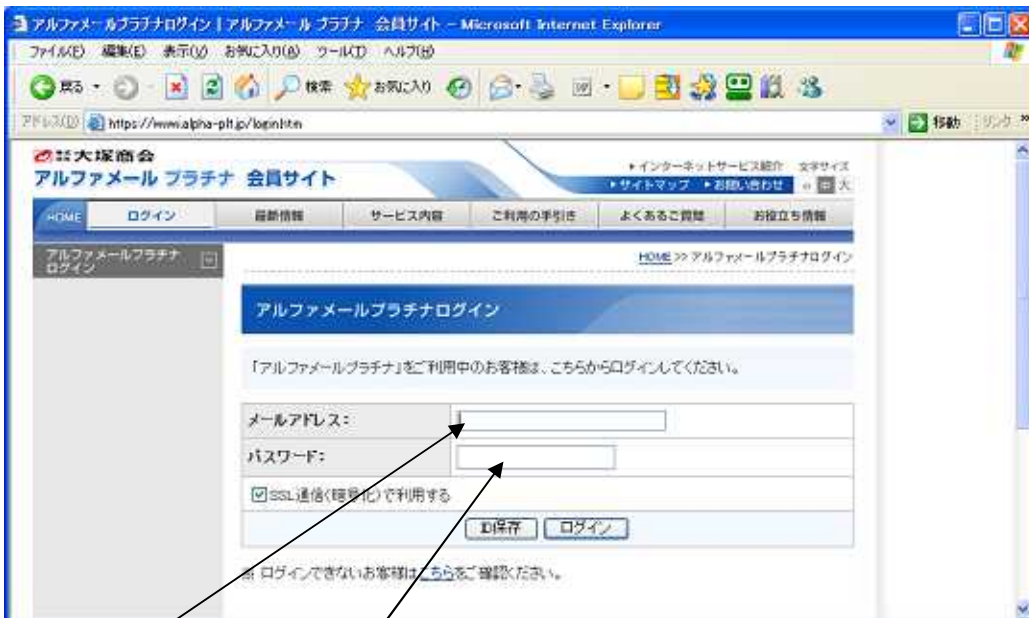 アルファメールプラチナログイン | アルファメール プラチナ 会員サイト - Microsoft Internet Explorer
ファイル(F) 編集(E) 表示(V) お気に入り(A) ツール(T) ヘルプ(H)
戻る 検索 お気に入り
アドレス(D) https://www.alpha-plt.jp/login.htm 移動 リンク »
株式会社大塚商会
アルファメール プラチナ 会員サイト
インターネットサービス紹介 文字サイズ
サイトマップ お問い合わせ 小 中 大
HOME ログイン 最新情報 サービス内容 ご利用の手引き よくあるご質問 お役立ち情報
アルファメールプラチナ
ログイン
HOME >> アルファメールプラチナログイン
アルファメールプラチナログイン
「アルファメールプラチナ」をご利用中のお客様は、こちらからログインしてください。
メールアドレス:
パスワード:
SSL通信(暗号化)で利用する
ID保存 ログイン
※ ログインできないお客様はこちらをご確認ください。